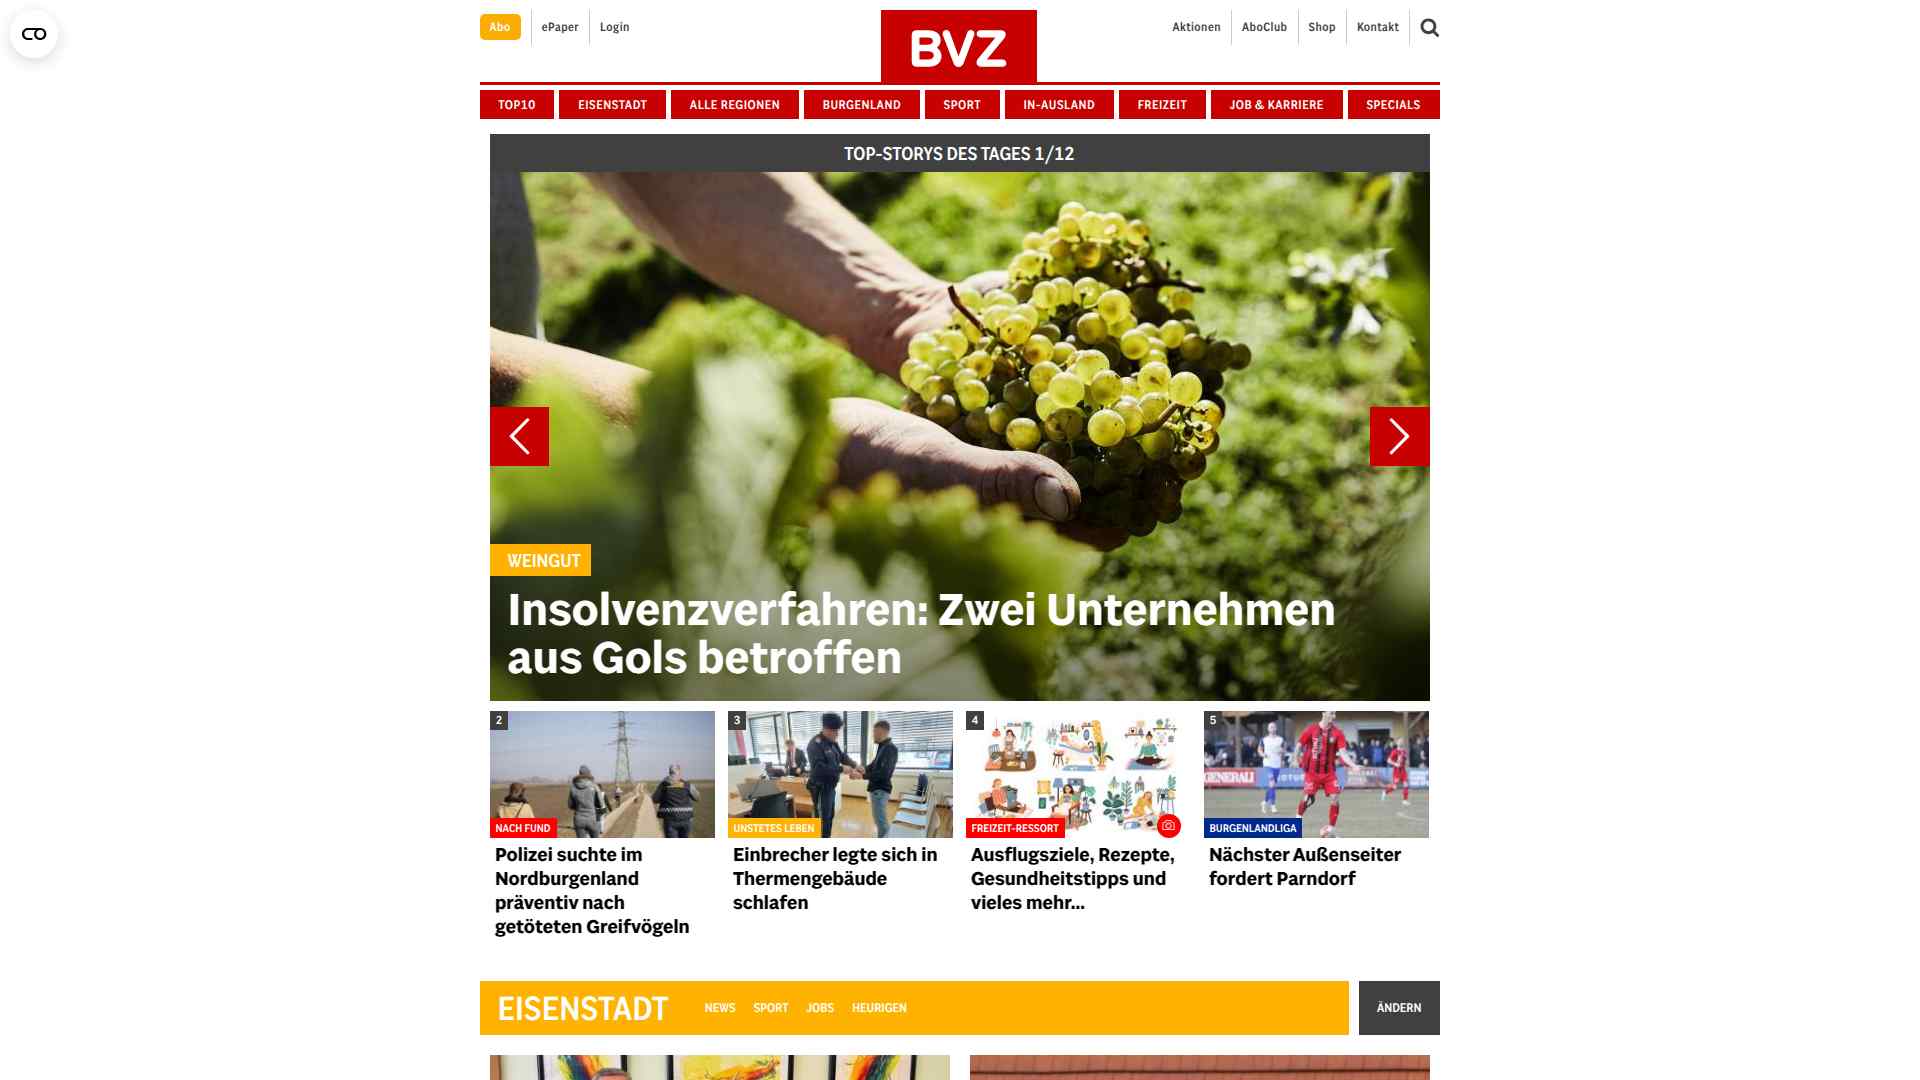 Abo
ePaper
Login
BVZ
Aktionen
AboClub
Shop
Kontakt
TOP10
EISENSTADT
ALLE REGIONEN
BURGENLAND
SPORT
IN-AUSLAND
FREIZEIT
JOB & KARRIERE
SPECIALS
TOP-STORYS DES TAGES 1/12
WEINGUT
Insolvenzverfahren: Zwei Unternehmen
aus Gols betroffen
2
NACH FUND
Polizei suchte im
Nordburgenland
präventiv nach
getöteten Greifvögeln
3
UNSTETES LEBEN
Einbrecher legte sich in
Thermengebäude
schlafen
4
FREIZEIT-RESSORT
Ausflugsziele, Rezepte,
Gesundheitstipps und
vieles mehr...
5
GENERALI
BURGENLANDLIGA
Nächster Außenseiter
fordert Parndorf
EISENSTADT
NEWS
SPORT
JOBS
HEURIGEN
ÄNDERN